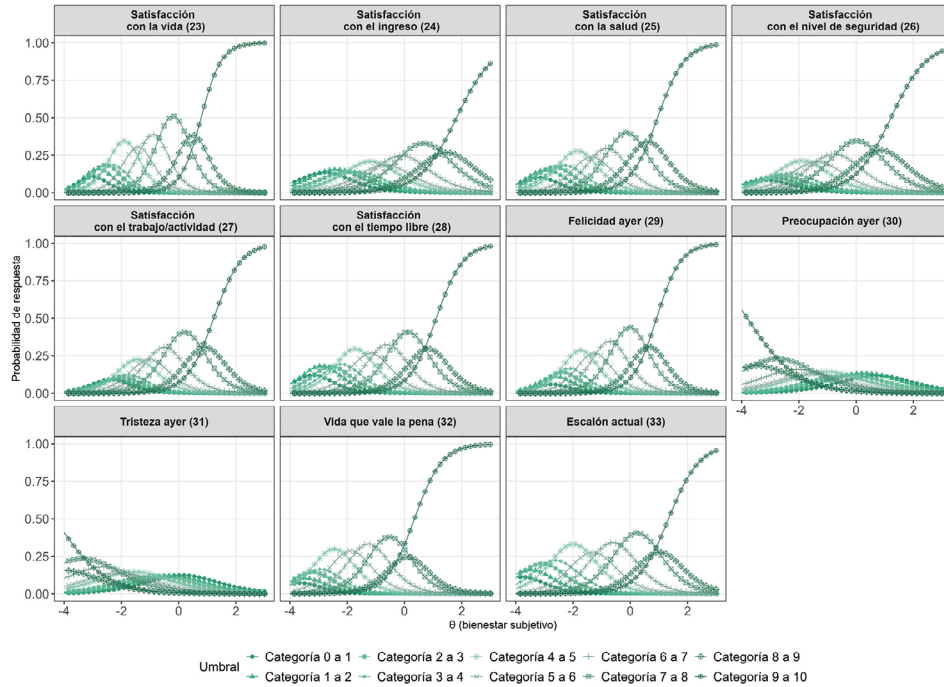 Satisfacción
con la vida (23)
Satisfacción
con el ingreso (24)
Satisfacción
con la salud (25)
Satisfacción
con el nivel de seguridad (26)
1.00
0.75
0.50
0.25
0.00
Satisfacción
con el trabajo/actividad (27)
Satisfacción
con el tiempo libre (28)
Felicidad ayer (29)
Preocupación ayer (30)
Probabilidad de respuesta
1.00
0.75
0.50
0.25
0.00
-4 -2 0 2
Tristeza ayer (31)
Vida que vale la pena (32)
Escalón actual (33)
1.00
0.75
0.50
0.25
0.00
-4 -2 0 2
-4 -2 0 2
-4 -2 0 2
θ (bienestar subjetivo)
Umbral
Categoría 0 a 1 Categoría 2 a 3 Categoría 4 a 5 Categoría 6 a 7 Categoría 8 a 9
Categoría 1 a 2 Categoría 3 a 4 Categoría 5 a 6 Categoría 7 a 8 Categoría 9 a 10